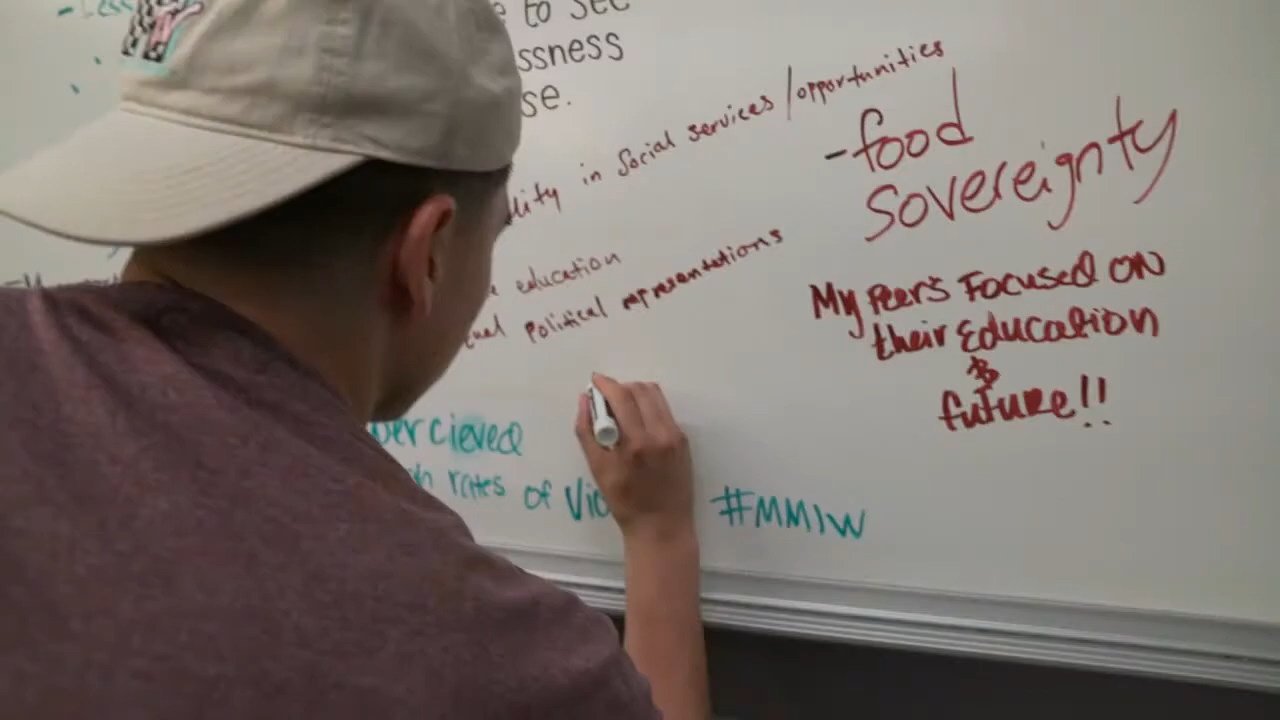 - Less
to see
ssness
se.
lity in Social services/opportunities
education
political representations
-food
sovereignty
My Peers Focused ON
their Education
&
future!!
percieved
rates of Vio
#MMIW